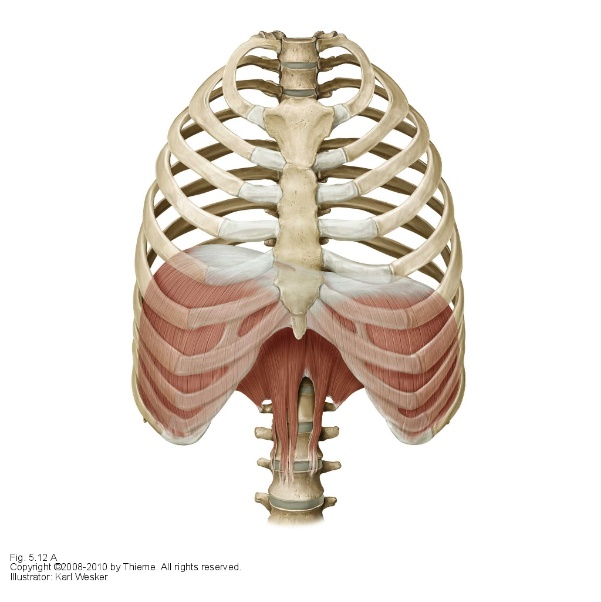 Fig. 5.12 A
Copyright ©2008-2010 by Thieme. All rights reserved.
Illustrator: Karl Wesker